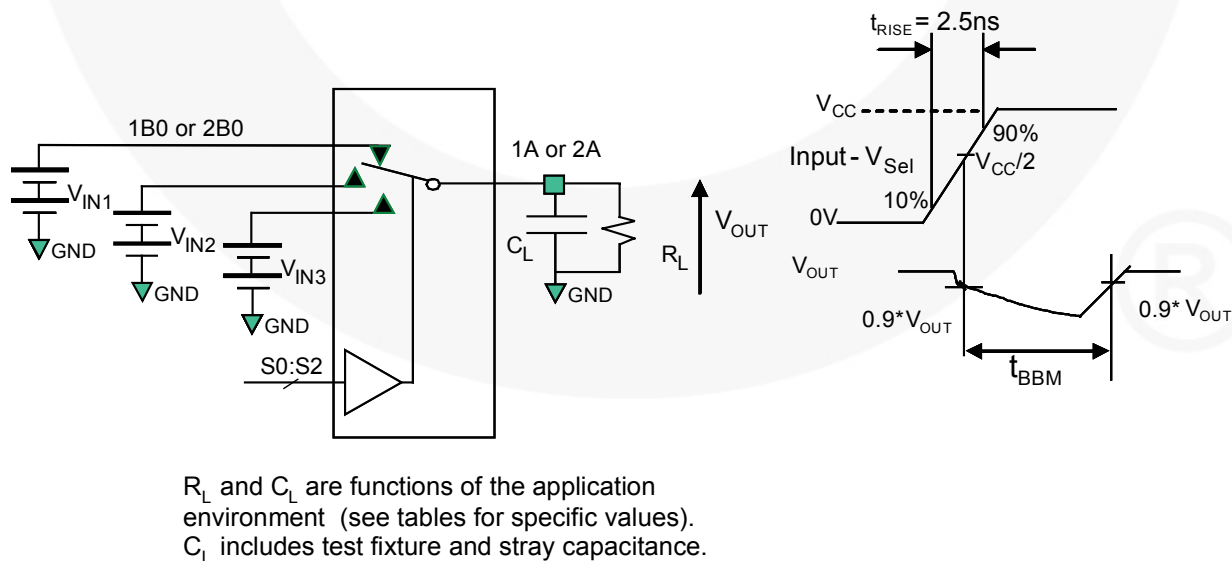 1B0 or 2B0
V_IN1
GND
V_IN2
GND
V_IN3
GND
S0:S2
1A or 2A
C_L
GND
R_L
V_OUT
t_RISE = 2.5ns
V_CC
90%
Input - V_Sel
V_CC/2
10%
0V
V_OUT
0.9* V_OUT
0.9* V_OUT
t_BBM
R_L and C_L are functions of the application
environment (see tables for specific values).
C_L includes test fixture and stray capacitance.
®